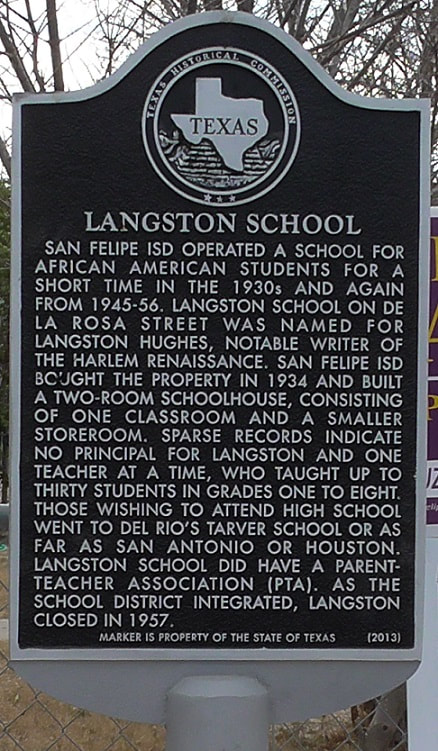 TEXAS HISTORICAL COMMISSION
TEXAS
LANGSTON SCHOOL
SAN FELIPE ISD OPERATED A SCHOOL FOR
AFRICAN AMERICAN STUDENTS FOR A
SHORT TIME IN THE 1930s AND AGAIN
FROM 1945-56. LANGSTON SCHOOL ON DE
LA ROSA STREET WAS NAMED FOR
LANGSTON HUGHES, NOTABLE WRITER OF
THE HARLEM RENAISSANCE. SAN FELIPE ISD
BOUGHT THE PROPERTY IN 1934 AND BUILT
A TWO-ROOM SCHOOLHOUSE, CONSISTING
OF ONE CLASSROOM AND A SMALLER
STOREROOM. SPARSE RECORDS INDICATE
NO PRINCIPAL FOR LANGSTON AND ONE
TEACHER AT A TIME, WHO TAUGHT UP TO
THIRTY STUDENTS IN GRADES ONE TO EIGHT.
THOSE WISHING TO ATTEND HIGH SCHOOL
WENT TO DEL RIO'S TARVER SCHOOL OR AS
FAR AS SAN ANTONIO OR HOUSTON.
LANGSTON SCHOOL DID HAVE A PARENT-
TEACHER ASSOCIATION (PTA). AS THE
SCHOOL DISTRICT INTEGRATED, LANGSTON
CLOSED IN 1957.
MARKER IS PROPERTY OF THE STATE OF TEXAS (2013)